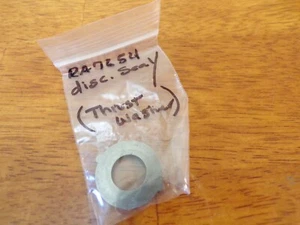 RA7654
disc. Seal
(Thrust
Washer)